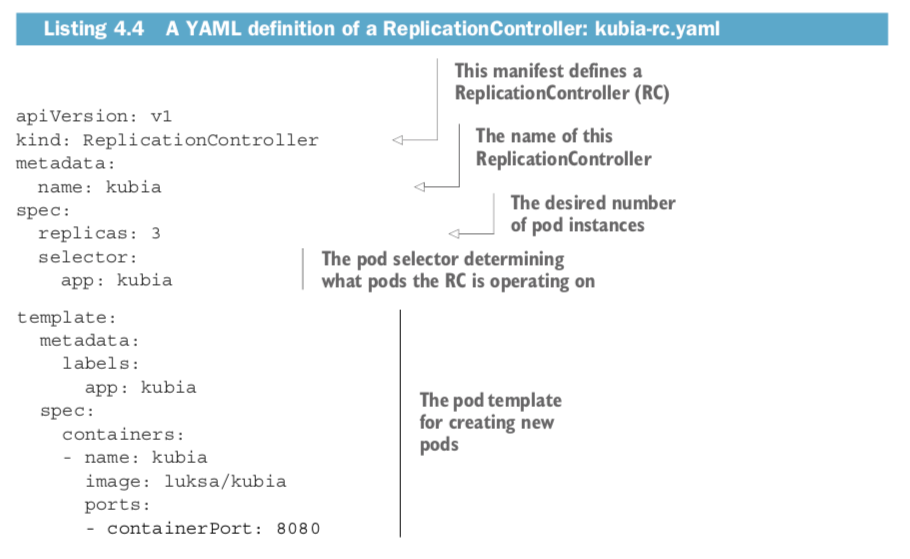 Listing 4.4 A YAML definition of a ReplicationController: kubia-rc.yaml
This manifest defines a
ReplicationController (RC)
apiVersion: v1
kind: ReplicationController
The name of this
ReplicationController
metadata:
  name: kubia
The desired number
of pod instances
spec:
  replicas: 3
  selector:
    app: kubia
The pod selector determining
what pods the RC is operating on
template:
  metadata:
    labels:
      app: kubia
  spec:
    containers:
    - name: kubia
      image: luksa/kubia
      ports:
      - containerPort: 8080
The pod template
for creating new
pods